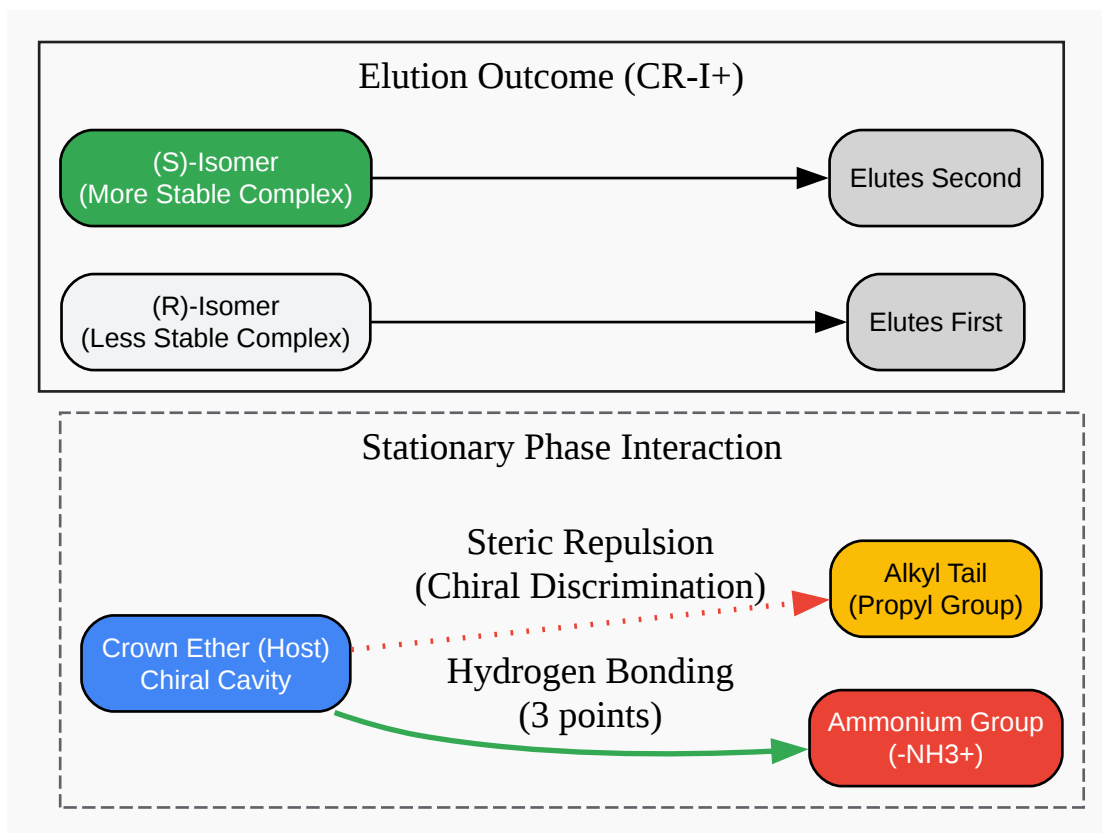 Elution Outcome (CR-I+)
(S)-Isomer
(More Stable Complex)
Elutes Second
(R)-Isomer
(Less Stable Complex)
Elutes First
Stationary Phase Interaction
Steric Repulsion
(Chiral Discrimination)
Alkyl Tail
(Propyl Group)
Crown Ether (Host)
Chiral Cavity
Hydrogen Bonding
(3 points)
Ammonium Group
(-NH3+)